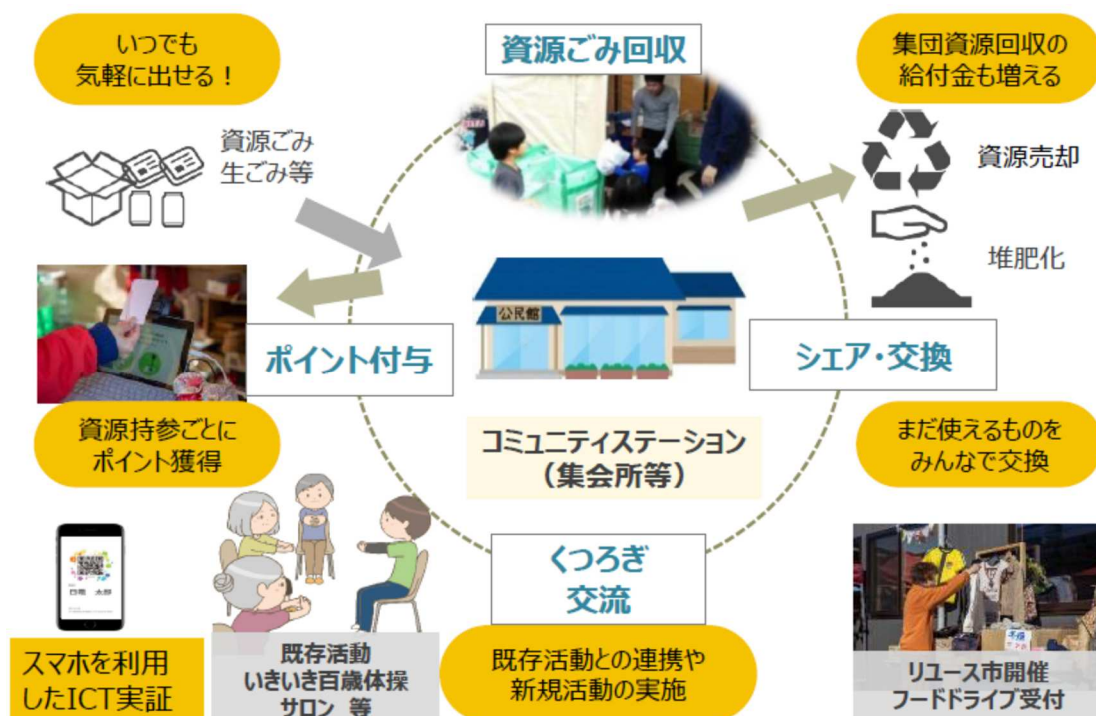 いつでも
気軽に出せる！
資源ごみ回収
集団資源回収の
給付金も増える
資源ごみ
生ごみ等
資源売却
堆肥化
公民館
ポイント付与
シェア・交換
資源持参ごとに
ポイント獲得
コミュニティステーション
（集会所等）
まだ使えるものを
みんなで交換
くつろぎ
交流
スマホを利用
したICT実証
既存活動
いきいき百歳体操
サロン 等
既存活動との連携や
新規活動の実施
リユース市開催
フードドライブ受付